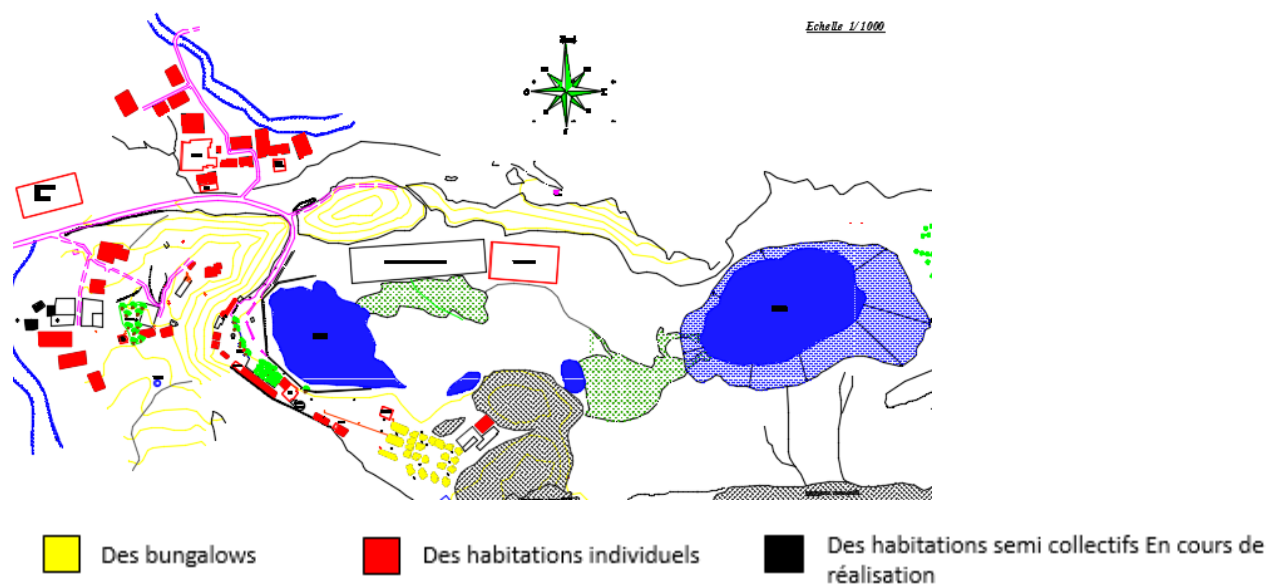 Echelle 1/1000
Des bungalows
Des habitations individuels
Des habitations semi collectifs En cours de
réalisation